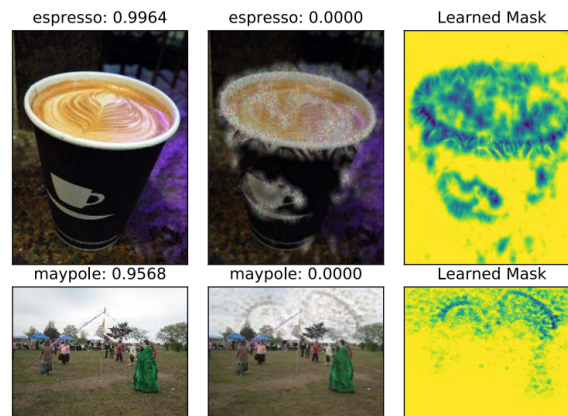 espresso: 0.9964
espresso: 0.0000
Learned Mask
maypole: 0.9568
maypole: 0.0000
Learned Mask